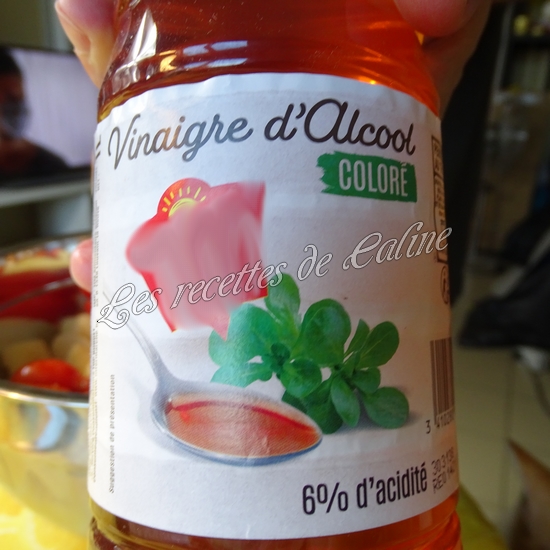 Vinaigre d'Alcool
COLORÉ
Les recettes de Caline
Suggestion de présentation
6% d'acidité